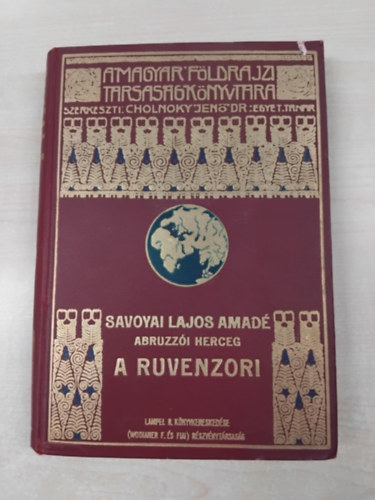 A MAGYAR FÖLDRAJZI
TÁRSASÁG KÖNYVTÁRA
SZERKESZTI: CHOLNOKY JENŐ DR: EGYET. TANÁR
SAVOYAI LAJOS AMADÉ
ABRUZZÓI HERCEG
A RUVENZORI
LAMPEL R. KÖNYVKERESKEDÉSE
(WODIANER F. ÉS FIAI) RÉSZVÉNYTÁRSASÁG